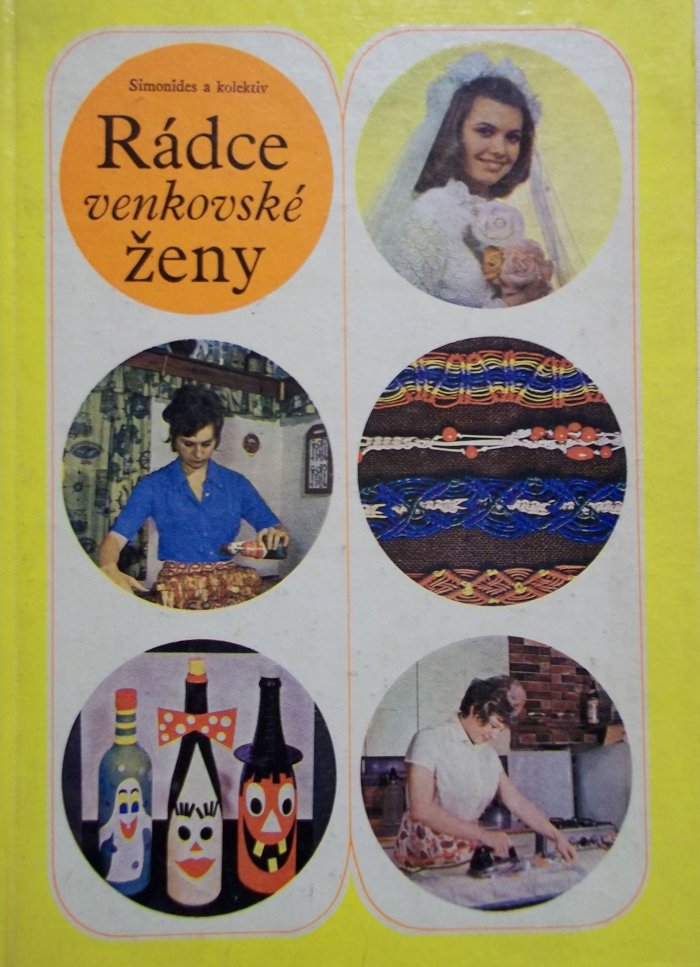 Simonides a kolektiv
Rádce
venkovské
ženy